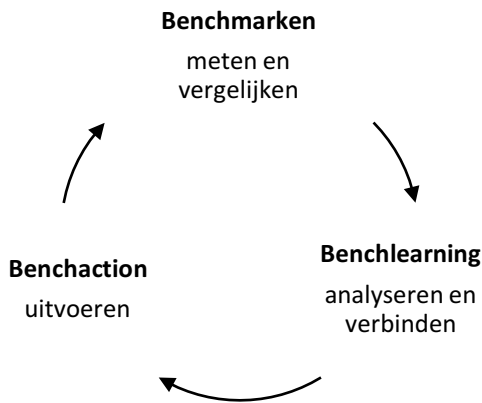 Benchmarken
meten en
vergelijken
Benchlearning
analyseren en
verbinden
Benchaction
uitvoeren